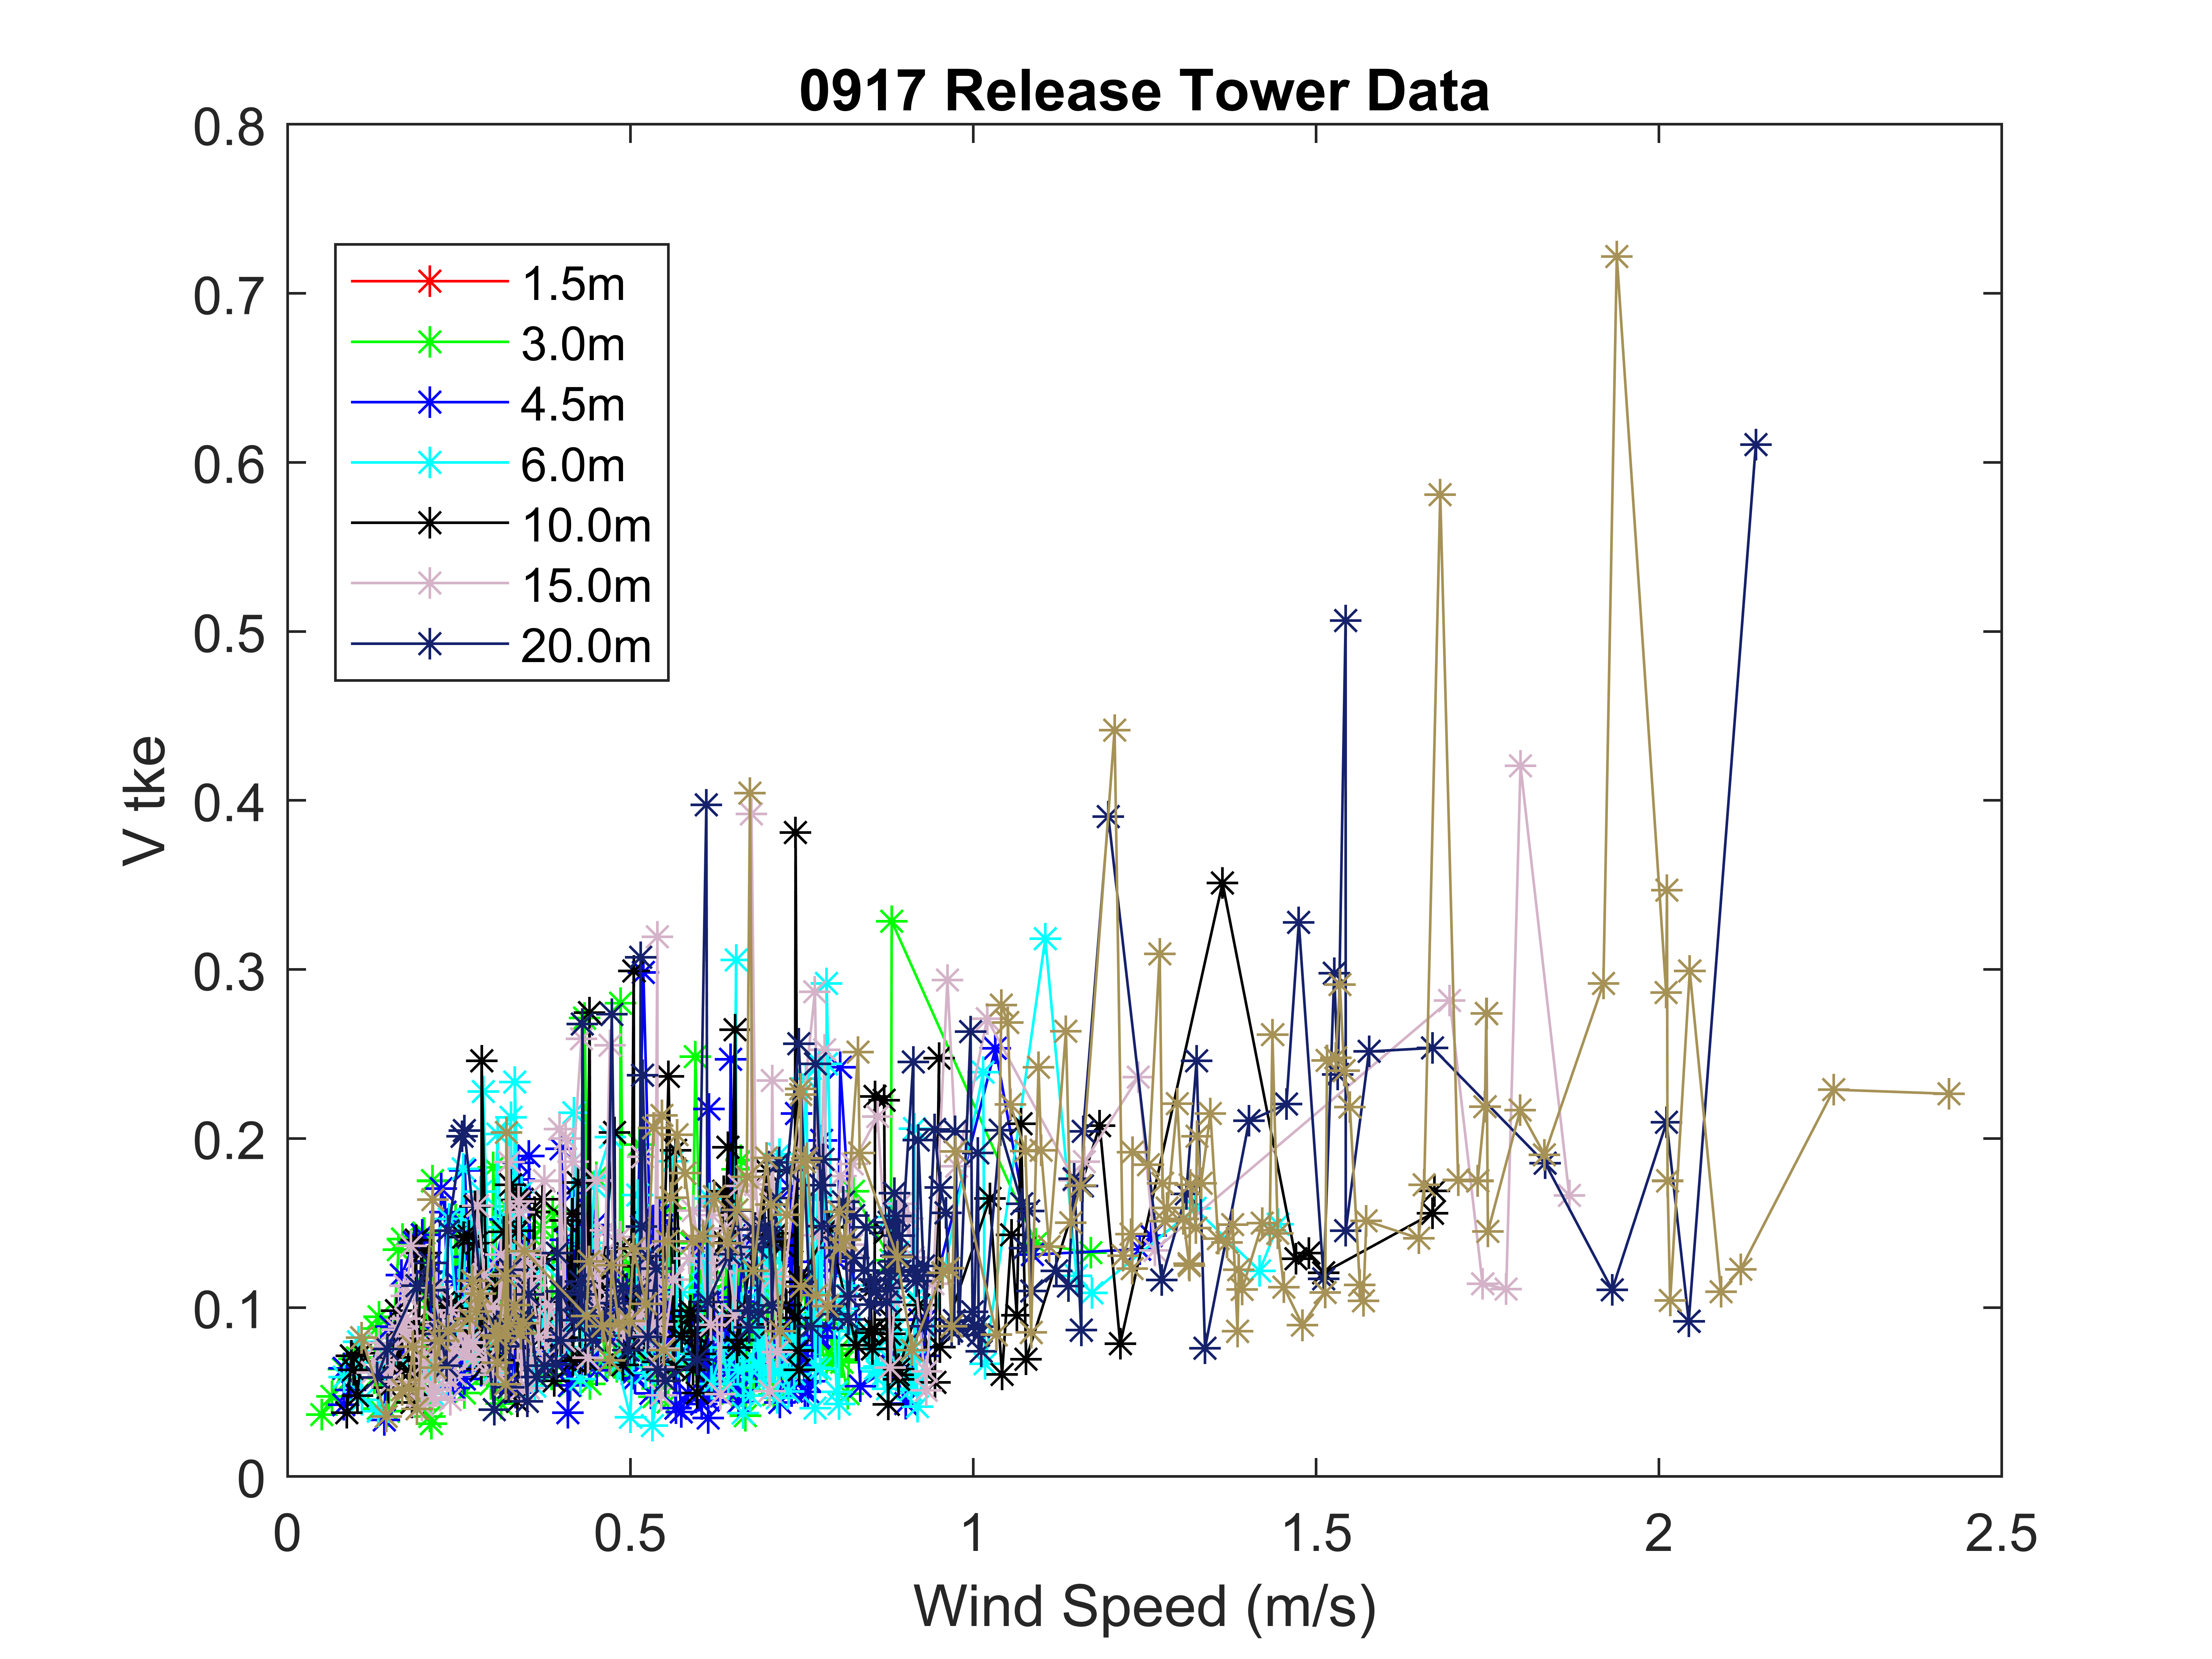 0917 Release Tower Data
0.8
0.7
0.6
0.5
0.4
0.3
0.2
0.1
0
V tke
1.5m
3.0m
4.5m
6.0m
10.0m
15.0m
20.0m
0 0.5 1 1.5 2 2.5
Wind Speed (m/s)